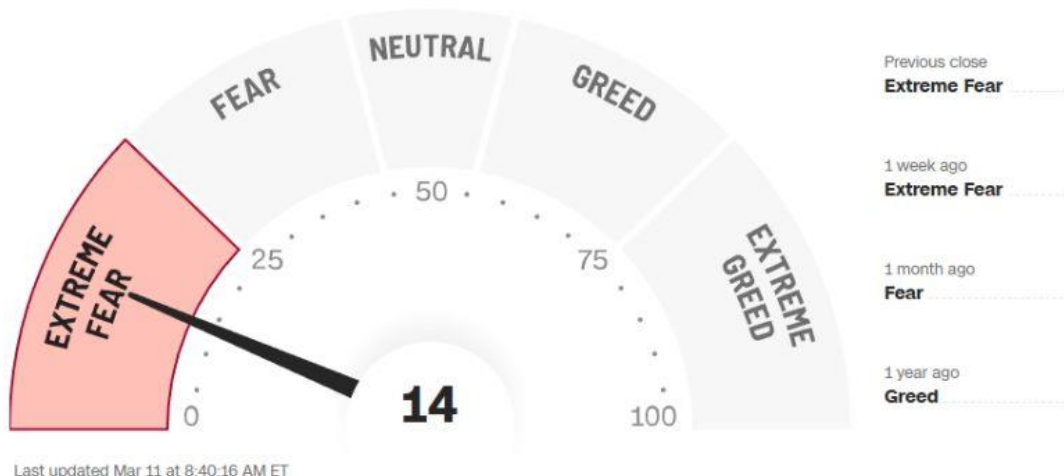 NEUTRAL
FEAR
GREED
EXTREME
FEAR
EXTREME
GREED
50
25
75
0
100
14
Last updated Mar 11 at 8:40:16 AM ET
Previous close
Extreme Fear
1 week ago
Extreme Fear
1 month ago
Fear
1 year ago
Greed